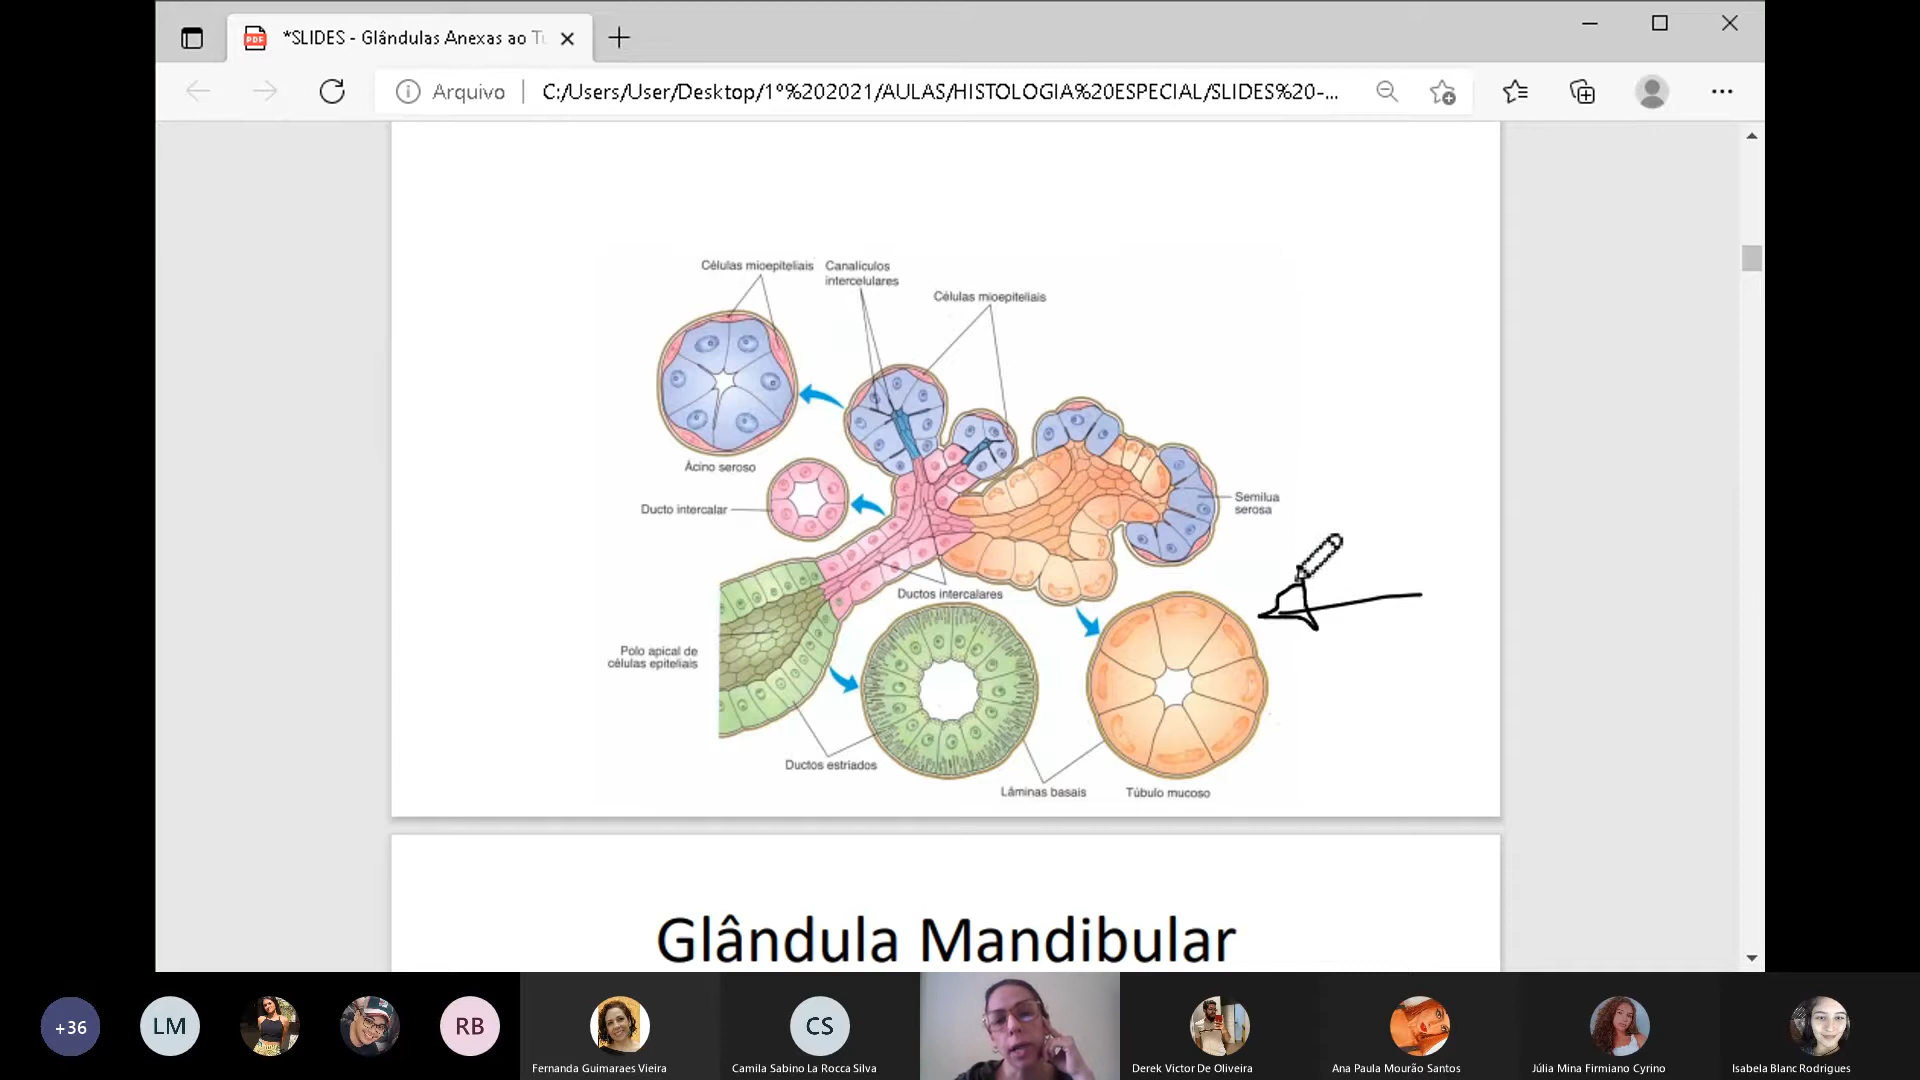 *SLIDES - Glândulas Anexas ao Tu
Arquivo
C:/Users/User/Desktop/1º%202021/AULAS/HISTOLOGIA%20ESPECIAL/SLIDES%20-...
Células mioepiteliais
Canalículos
intercelulares
Células mioepiteliais
Ácino seroso
Ducto intercalar
Semilua
serosa
Ductos intercalares
Polo apical de
células epiteliais
Ductos estriados
Lâminas basais
Túbulo mucoso
Glândula Mandibular
+36
LM
RB
CS
Fernanda Guimaraes Vieira
Camila Sabino La Rocca Silva
Derek Victor De Oliveira
Ana Paula Mourão Santos
Júlia Mina Firmiano Cyrino
Isabela Blanc Rodrigues